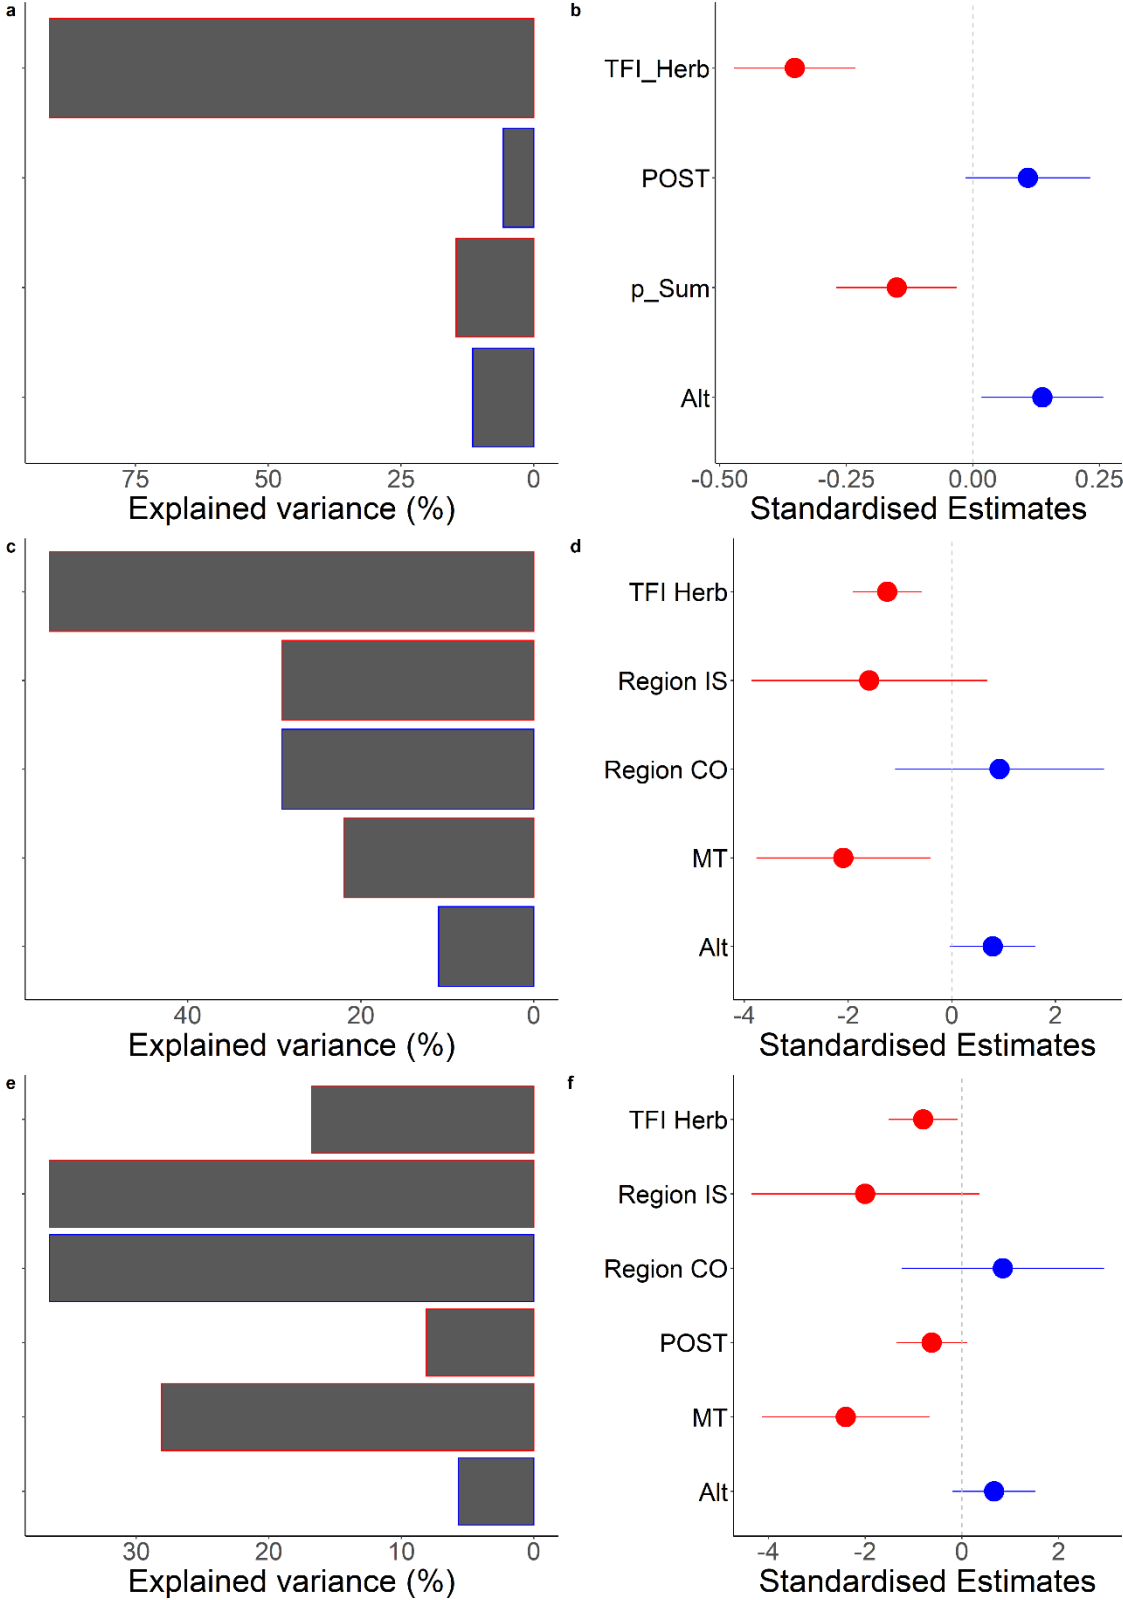 a
75 50 25 0
Explained variance (%)
b
TFI_Herb
POST
p_Sum
Alt
-0.50 -0.25 0.00 0.25
Standardised Estimates
c
40 20 0
Explained variance (%)
d
TFI Herb
Region IS
Region CO
MT
Alt
-4 -2 0 2
Standardised Estimates
e
30 20 10 0
Explained variance (%)
f
TFI Herb
Region IS
Region CO
POST
MT
Alt
-4 -2 0 2
Standardised Estimates